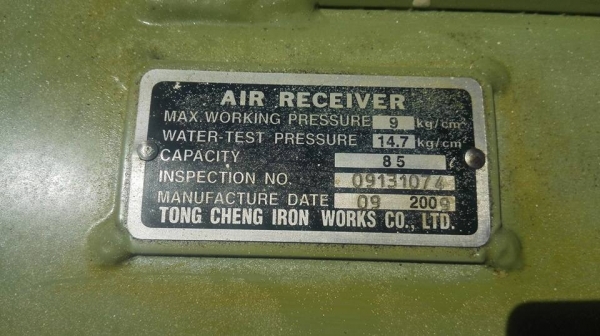 AIR RECEIVER
MAX.WORKING PRESSURE 9 kg/cm²
WATER-TEST PRESSURE 14.7 kg/cm²
CAPACITY 85 ℓ
INSPECTION NO. 09131074
MANUFACTURE DATE 09 2009
TONG CHENG IRON WORKS CO., LTD.